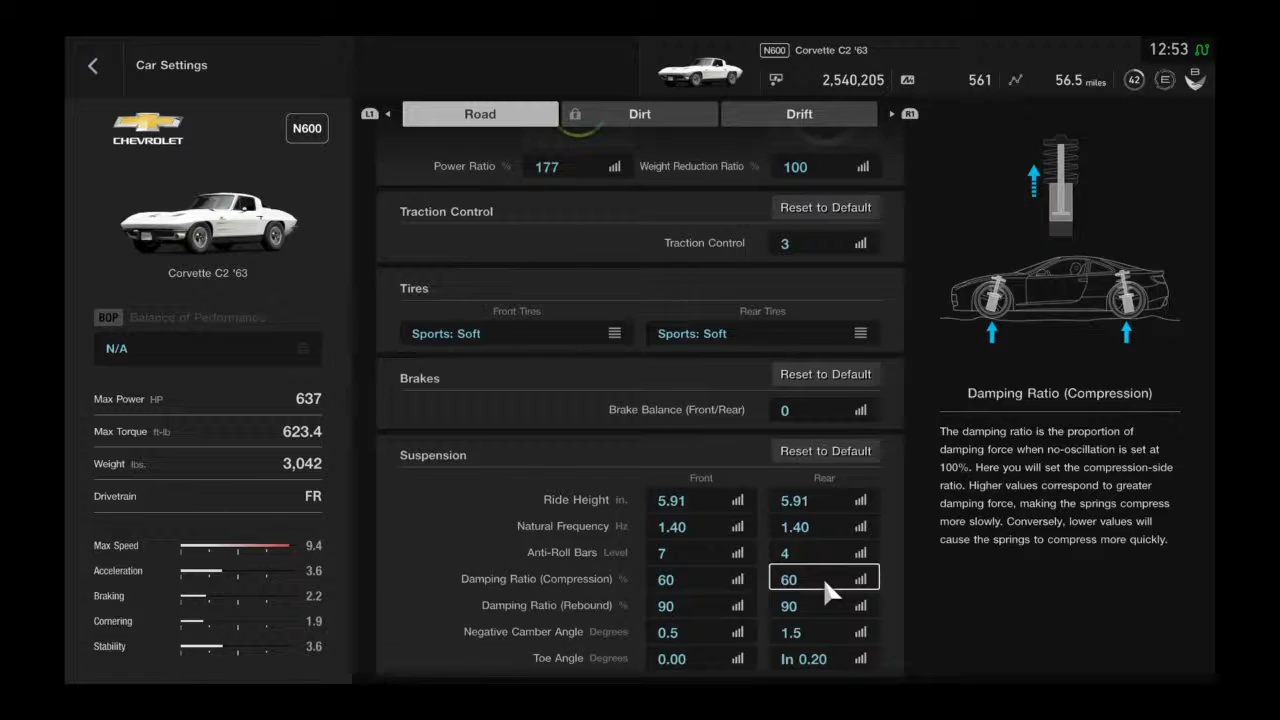 Car Settings
N600 Corvette C2 '63
12:53
2,540,205 561 56.5 miles 42 E B
CHEVROLET
N600
Corvette C2 '63
BOP Balance of Performance
N/A
Max Power HP 637
Max Torque ft-lb 623.4
Weight lbs. 3,042
Drivetrain FR
Max Speed 9.4
Acceleration 3.6
Braking 2.2
Cornering 1.9
Stability 3.6
L1 Road Dirt Drift R1
Power Ratio % 177 Weight Reduction Ratio % 100
Traction Control Reset to Default
Traction Control 3
Tires
Front Tires Rear Tires
Sports: Soft Sports: Soft
Brakes Reset to Default
Brake Balance (Front/Rear) 0
Suspension Reset to Default
Front Rear
Ride Height in. 5.91 5.91
Natural Frequency Hz 1.40 1.40
Anti-Roll Bars Level 7 4
Damping Ratio (Compression) % 60 60
Damping Ratio (Rebound) % 90 90
Negative Camber Angle Degrees 0.5 1.5
Toe Angle Degrees 0.00 In 0.20
Damping Ratio (Compression)
The damping ratio is the proportion of
damping force when no-oscillation is set at
100%. Here you will set the compression-side
ratio. Higher values correspond to greater
damping force, making the springs compress
more slowly. Conversely, lower values will
cause the springs to compress more quickly.